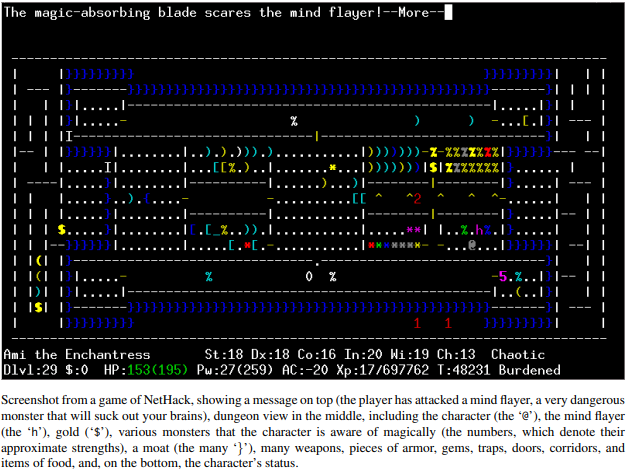 The magic-absorbing blade scares the mind flayer!--More--
Ami the Enchantress St:18 Dx:18 Co:16 In:20 Wi:19 Ch:13 Chaotic
Dlvl:29 $:0 HP:153(195) Pw:27(259) AC:-20 Xp:17/697762 T:48231 Burdened
Screenshot from a game of NetHack, showing a message on top (the player has attacked a mind flayer, a very dangerous
monster that will suck out your brains), dungeon view in the middle, including the character (the ‘@’), the mind flayer
(the ‘h’), gold (‘$’), various monsters that the character is aware of magically (the numbers, which denote their
approximate strengths), a moat (the many ‘}’), many weapons, pieces of armor, gems, traps, doors, corridors, and
items of food, and, on the bottom, the character’s status.